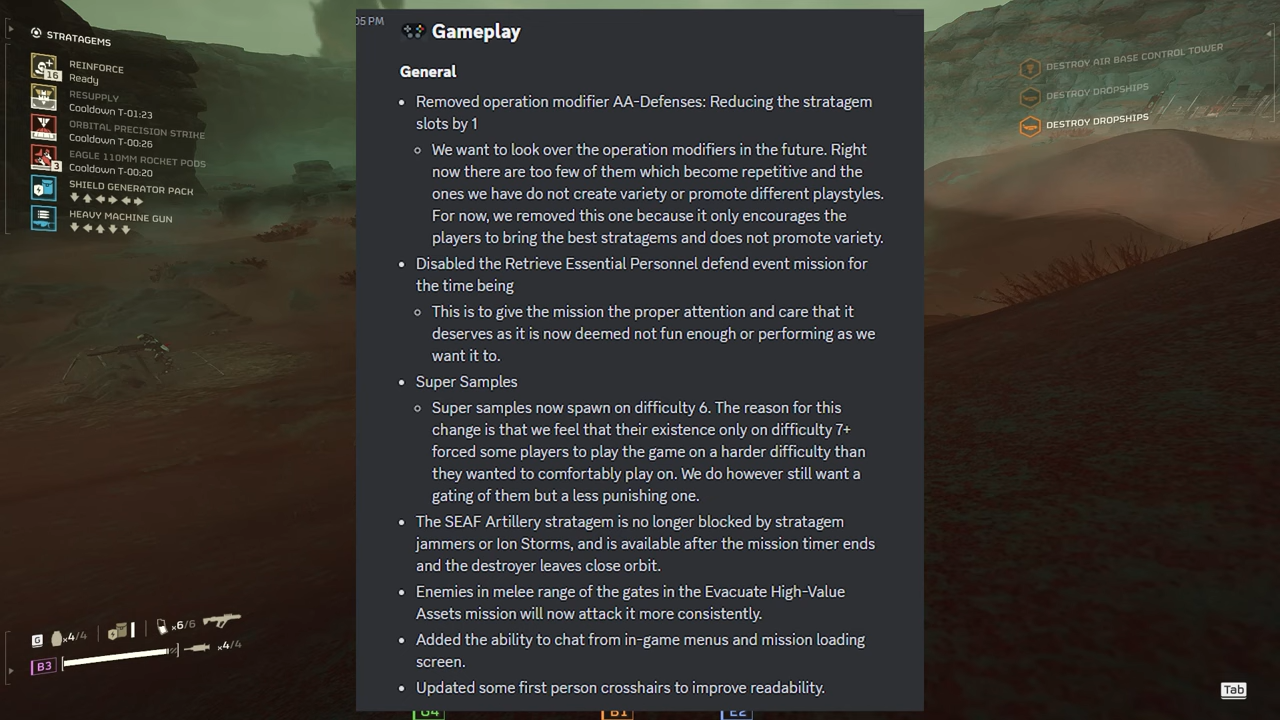 05 PM
Gameplay
General
• Removed operation modifier AA-Defenses: Reducing the stratagem
slots by 1
◦ We want to look over the operation modifiers in the future. Right
now there are too few of them which become repetitive and the
ones we have do not create variety or promote different playstyles.
For now, we removed this one because it only encourages the
players to bring the best stratagems and does not promote variety.
• Disabled the Retrieve Essential Personnel defend event mission for
the time being
◦ This is to give the mission the proper attention and care that it
deserves as it is now deemed not fun enough or performing as we
want it to.
• Super Samples
◦ Super samples now spawn on difficulty 6. The reason for this
change is that we feel that their existence only on difficulty 7+
forced some players to play the game on a harder difficulty than
they wanted to comfortably play on. We do however still want a
gating of them but a less punishing one.
• The SEAF Artillery stratagem is no longer blocked by stratagem
jammers or Ion Storms, and is available after the mission timer ends
and the destroyer leaves close orbit.
• Enemies in melee range of the gates in the Evacuate High-Value
Assets mission will now attack it more consistently.
• Added the ability to chat from in-game menus and mission loading
screen.
• Updated some first person crosshairs to improve readability.
STRATAGEMS
16
REINFORCE
Ready
RESUPPLY
Cooldown T-01:23
ORBITAL PRECISION STRIKE
Cooldown T-00:26
3
EAGLE 110MM ROCKET PODS
Cooldown T-00:20
SHIELD GENERATOR PACK
HEAVY MACHINE GUN
DESTROY AIR BASE CONTROL TOWER
DESTROY DROPSHIPS
DESTROY DROPSHIPS
G
x4/4
x6/6
B3
x4/4
G4
B1
E2
Tab